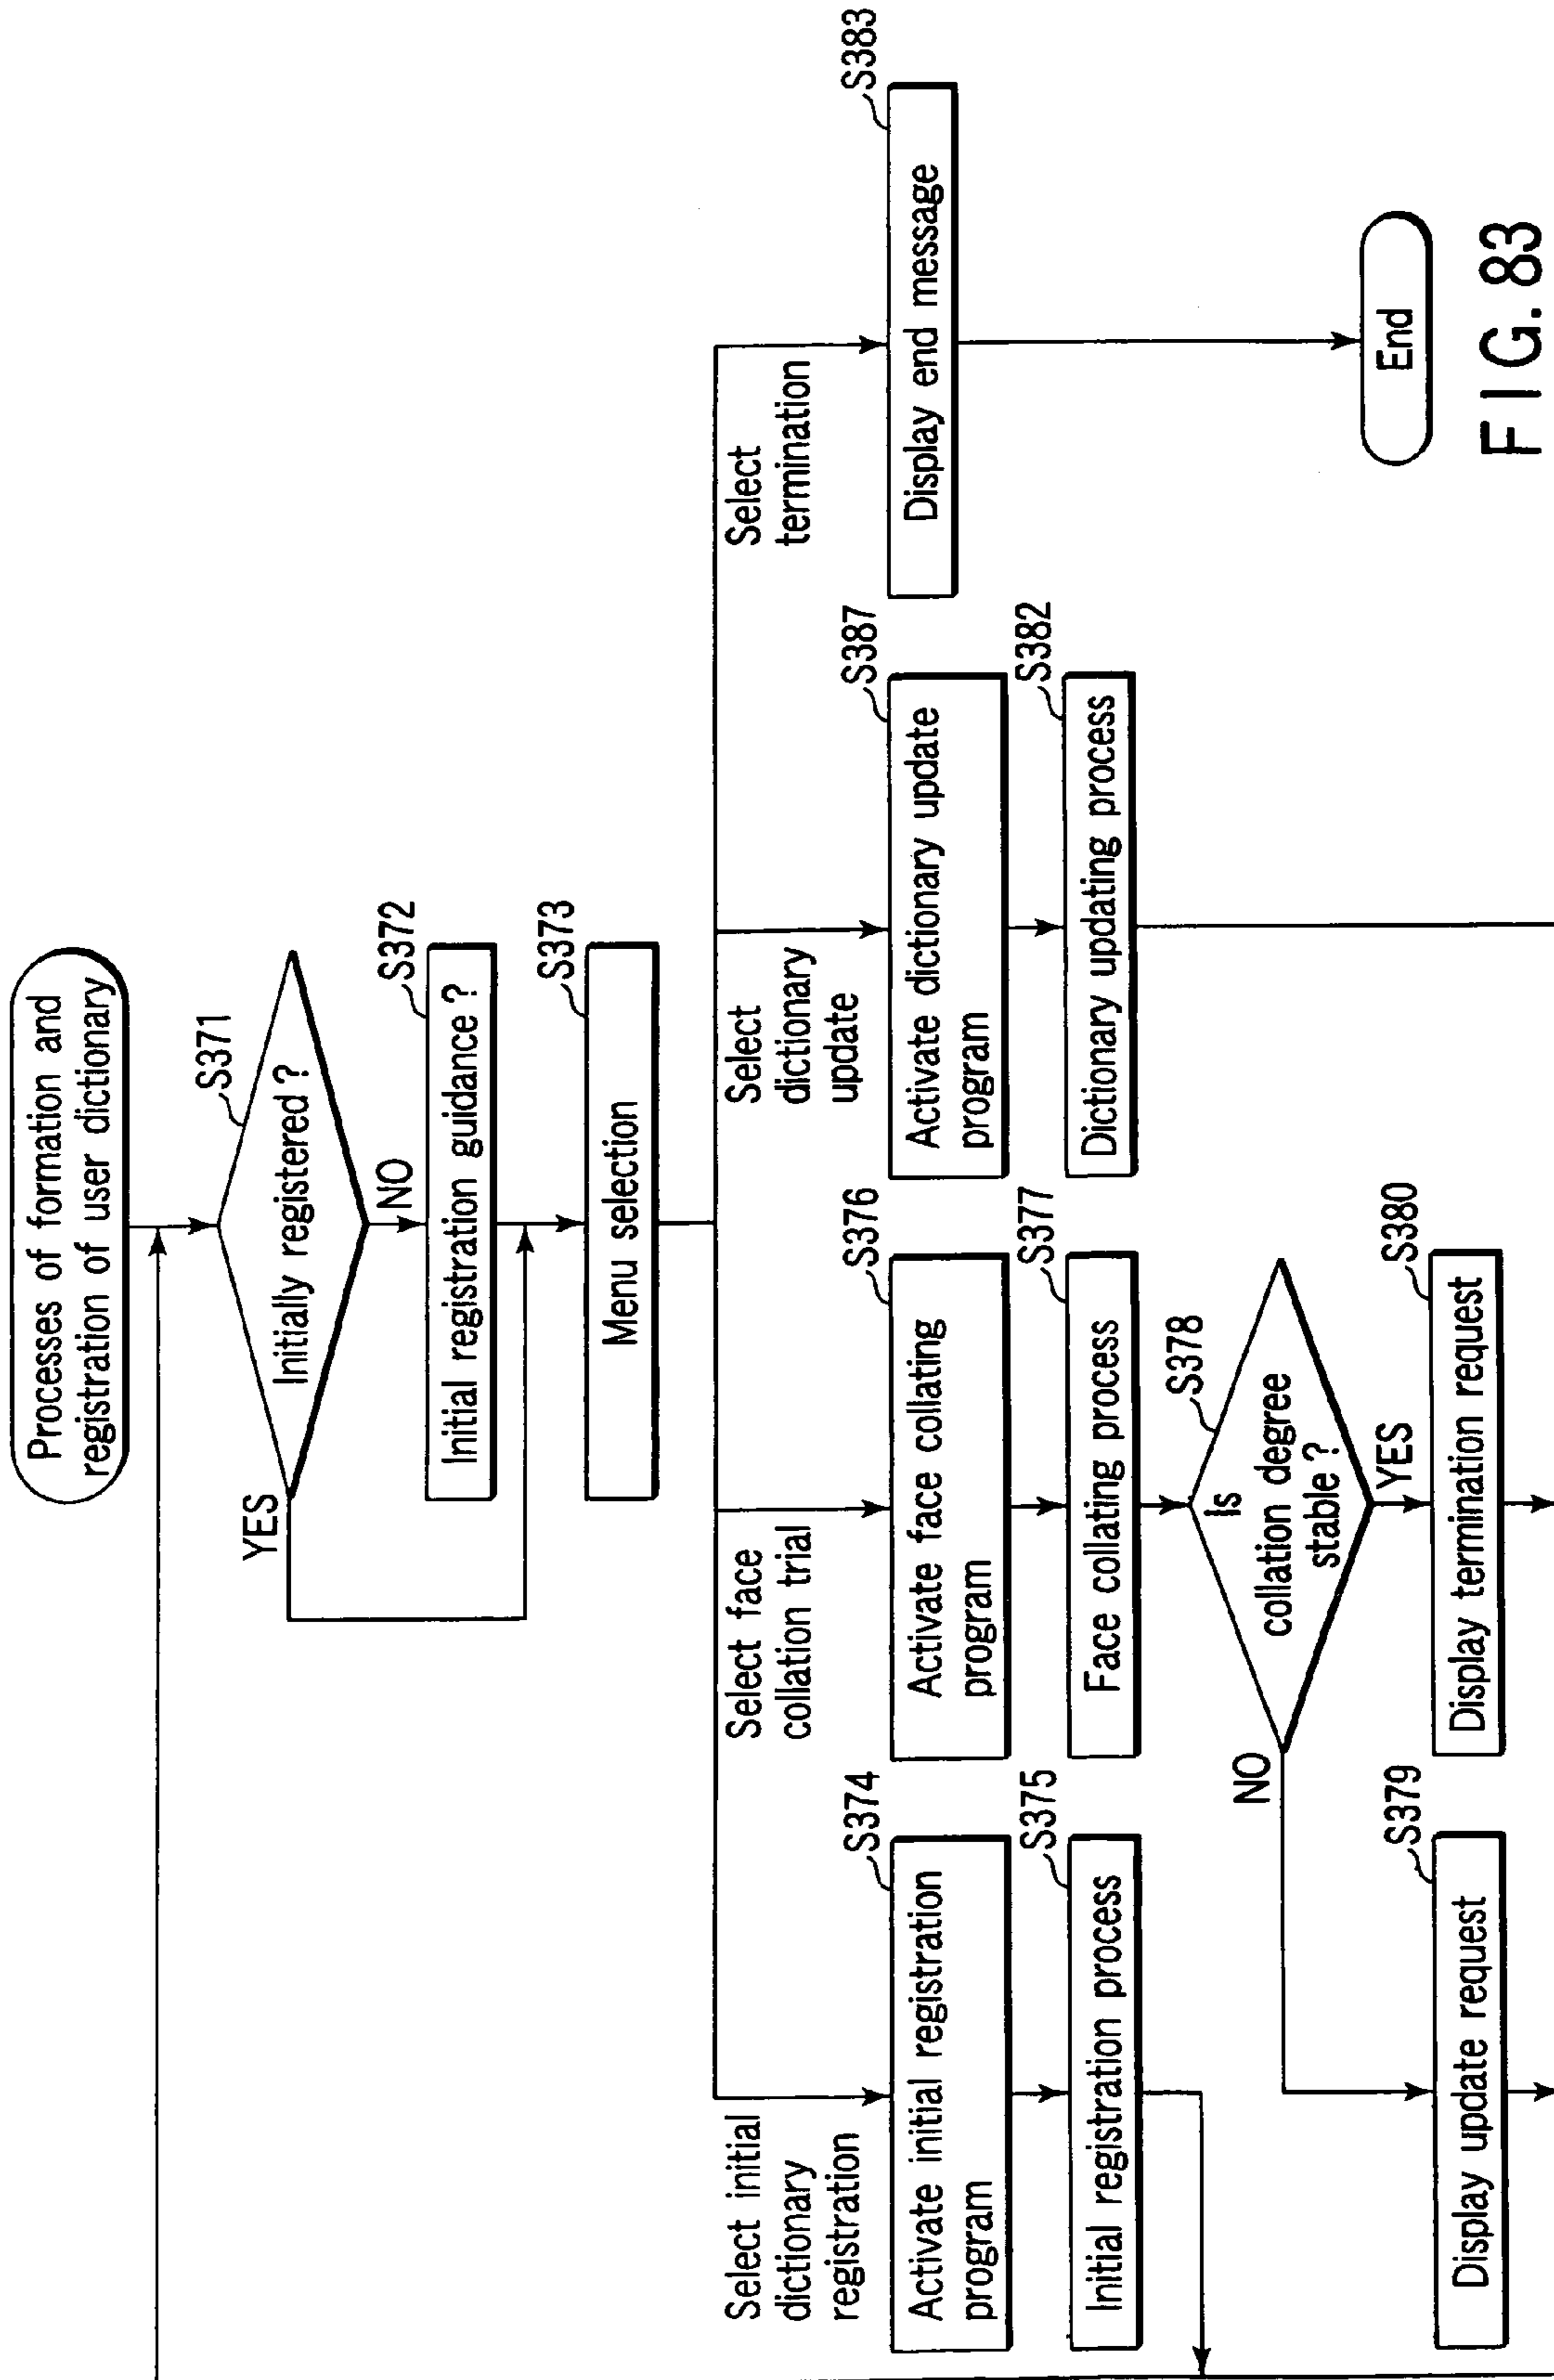 Processes of formation and
registration of user dictionary
S371
Initially registered ?
YES
NO
S372
Initial registration guidance ?
S373
Menu selection
Select initial
dictionary
registration
S374
Activate initial registration
program
S375
Initial registration process
Select face
collation trial
S376
Activate face collating
program
S377
Face collating process
S378
Is
collation degree
stable ?
NO
YES
S379
Display update request
S380
Display termination request
Select
dictionary
update
S387
Activate dictionary update
program
S382
Dictionary updating process
Select
termination
S383
Display end message
End
FIG. 83